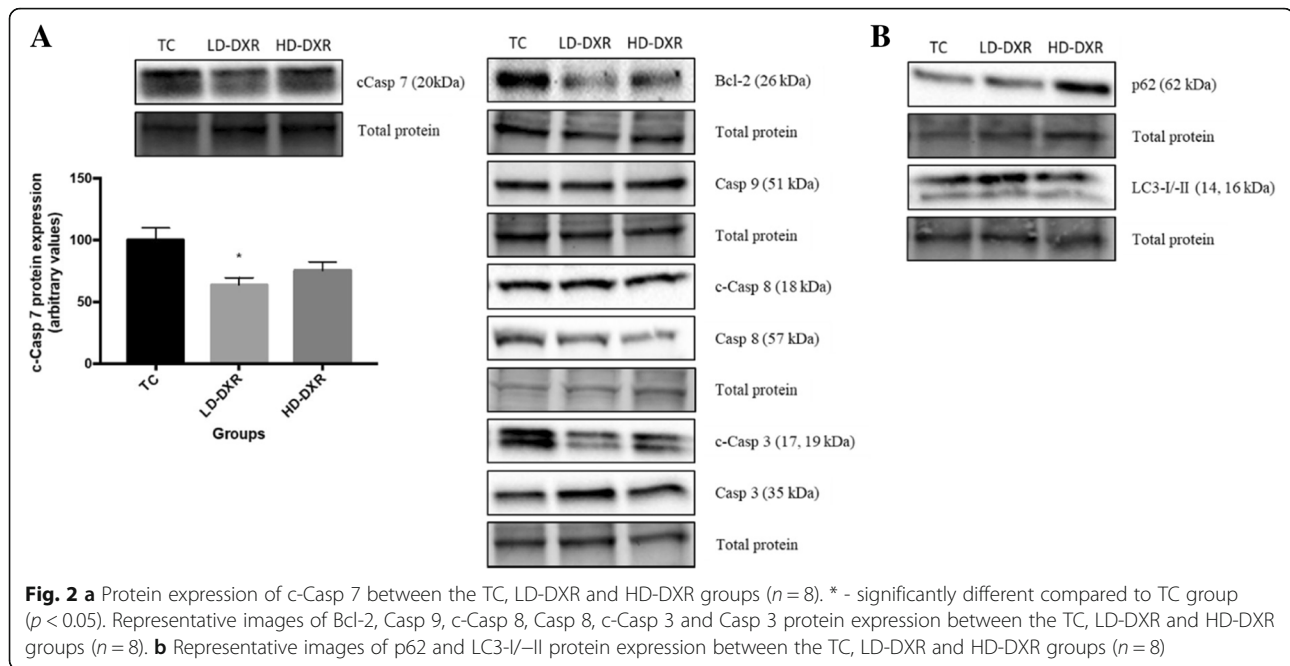 A
TC LD-DXR HD-DXR
cCasp 7 (20kDa)
Total protein
c-Casp 7 protein expression
(arbitrary values)
150
100
50
0
*
TC
LD-DXR
HD-DXR
Groups
TC LD-DXR HD-DXR
Bcl-2 (26 kDa)
Total protein
Casp 9 (51 kDa)
Total protein
c-Casp 8 (18 kDa)
Casp 8 (57 kDa)
Total protein
c-Casp 3 (17, 19 kDa)
Casp 3 (35 kDa)
Total protein
B
TC LD-DXR HD-DXR
p62 (62 kDa)
Total protein
LC3-I/-II (14, 16 kDa)
Total protein
Fig. 2 a Protein expression of c-Casp 7 between the TC, LD-DXR and HD-DXR groups (n = 8). * - significantly different compared to TC group
(p < 0.05). Representative images of Bcl-2, Casp 9, c-Casp 8, Casp 8, c-Casp 3 and Casp 3 protein expression between the TC, LD-DXR and HD-DXR
groups (n = 8). b Representative images of p62 and LC3-I/–II protein expression between the TC, LD-DXR and HD-DXR groups (n = 8)